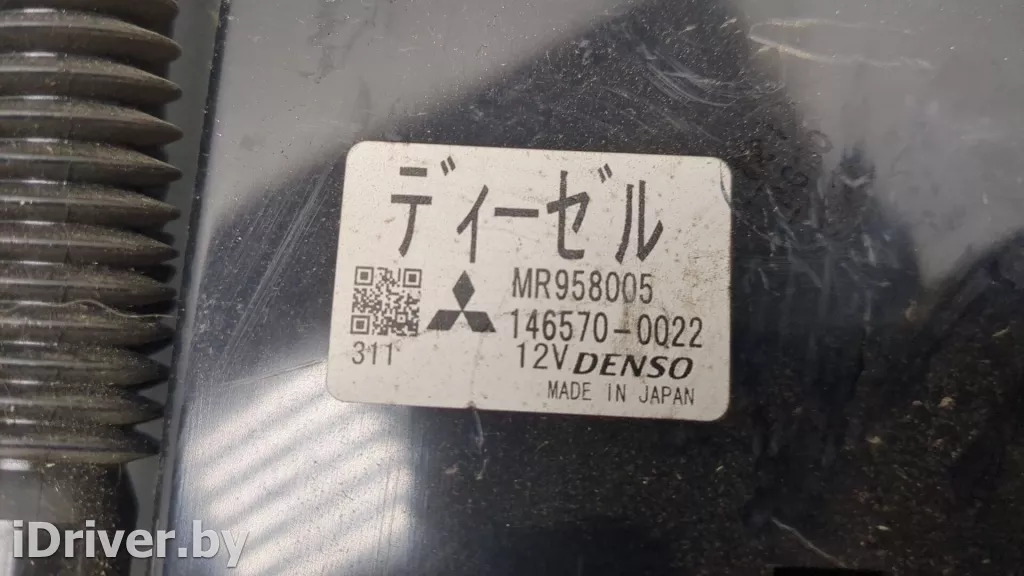 ディーゼル
MR958005
146570-0022
311
12V DENSO
MADE IN JAPAN
iDriver.by